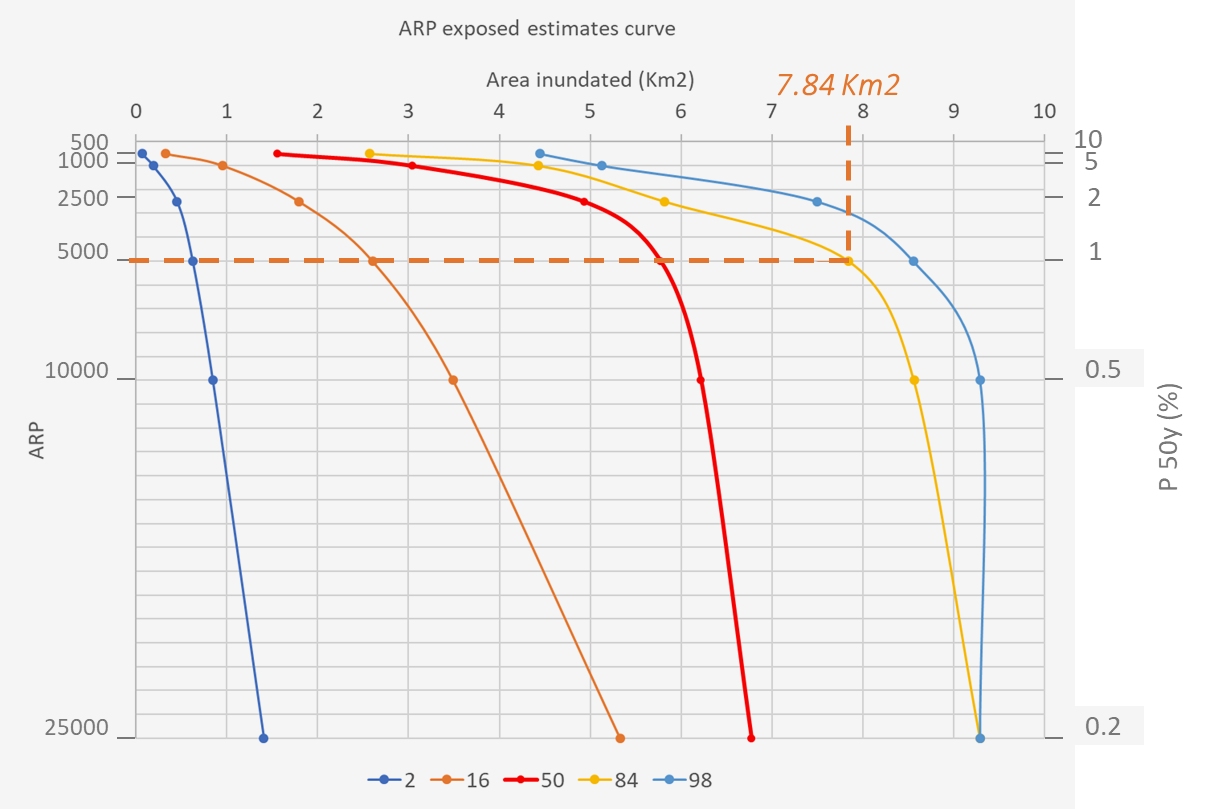 ARP exposed estimates curve
Area inundated (Km2)
7.84 Km2
0 1 2 3 4 5 6 7 8 9 10
500
1000
2500
5000
10000
25000
ARP
10
5
2
1
0.5
0.2
P 50y (%)
2 16 50 84 98